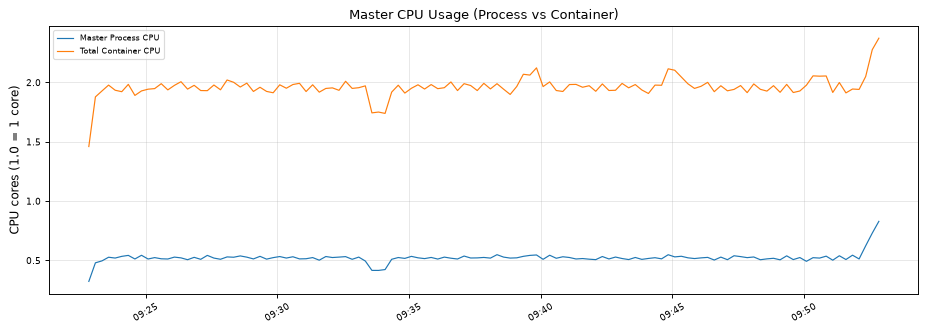 Master CPU Usage (Process vs Container)
Master Process CPU
Total Container CPU
CPU cores (1.0 = 1 core)
2.0
1.5
1.0
0.5
09:25 09:30 09:35 09:40 09:45 09:50